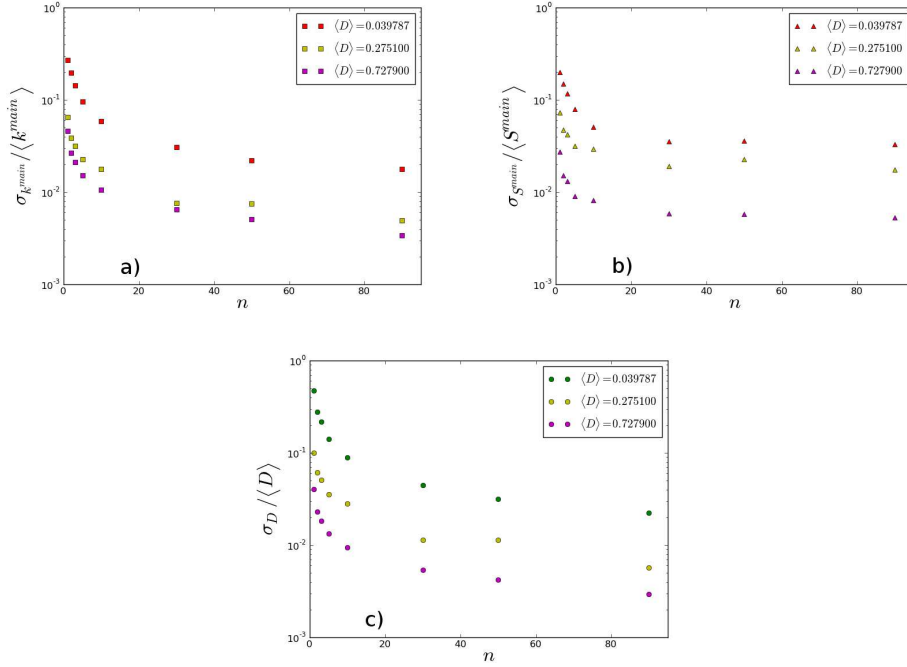 10^0
10^-1
10^-2
10^-3
σ_{k^{main}}/⟨k^{main}⟩
⟨D⟩=0.039787
⟨D⟩=0.275100
⟨D⟩=0.727900
a)
0 20 40 60 80
n
10^0
10^-1
10^-2
10^-3
σ_{S^{main}}/⟨S^{main}⟩
⟨D⟩=0.039787
⟨D⟩=0.275100
⟨D⟩=0.727900
b)
0 20 40 60 80
n
10^0
10^-1
10^-2
10^-3
σ_D/⟨D⟩
⟨D⟩=0.039787
⟨D⟩=0.275100
⟨D⟩=0.727900
c)
0 20 40 60 80
n